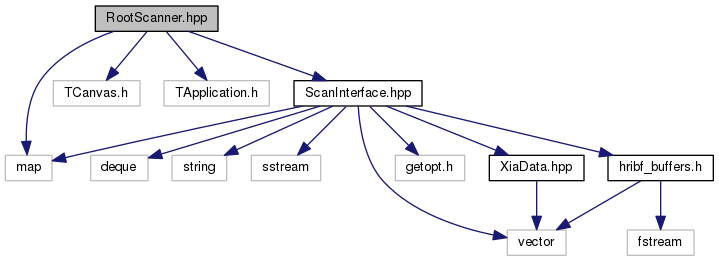 RootScanner.hpp
TCanvas.h
TApplication.h
ScanInterface.hpp
map
deque
string
sstream
getopt.h
XiaData.hpp
hribf_buffers.h
vector
fstream